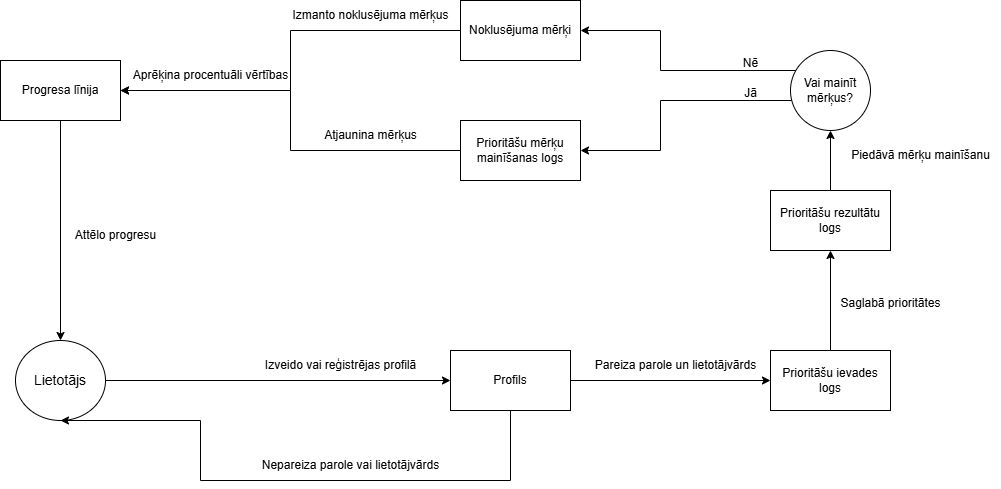 Izmanto noklusējuma mērķus
Noklusējuma mērķi
Nē
Vai mainīt
mērķus?
Aprēķina procentuāli vērtības
Progresa līnija
Jā
Atjaunina mērķus
Prioritāšu mērķu
mainīšanas logs
Piedāvā mērķu mainīšanu
Prioritāšu rezultātu
logs
Attēlo progresu
Saglabā prioritātes
Izveido vai reģistrējas profilā
Pareiza parole un lietotājvārds
Lietotājs
Profils
Prioritāšu ievades
logs
Nepareiza parole vai lietotājvārds